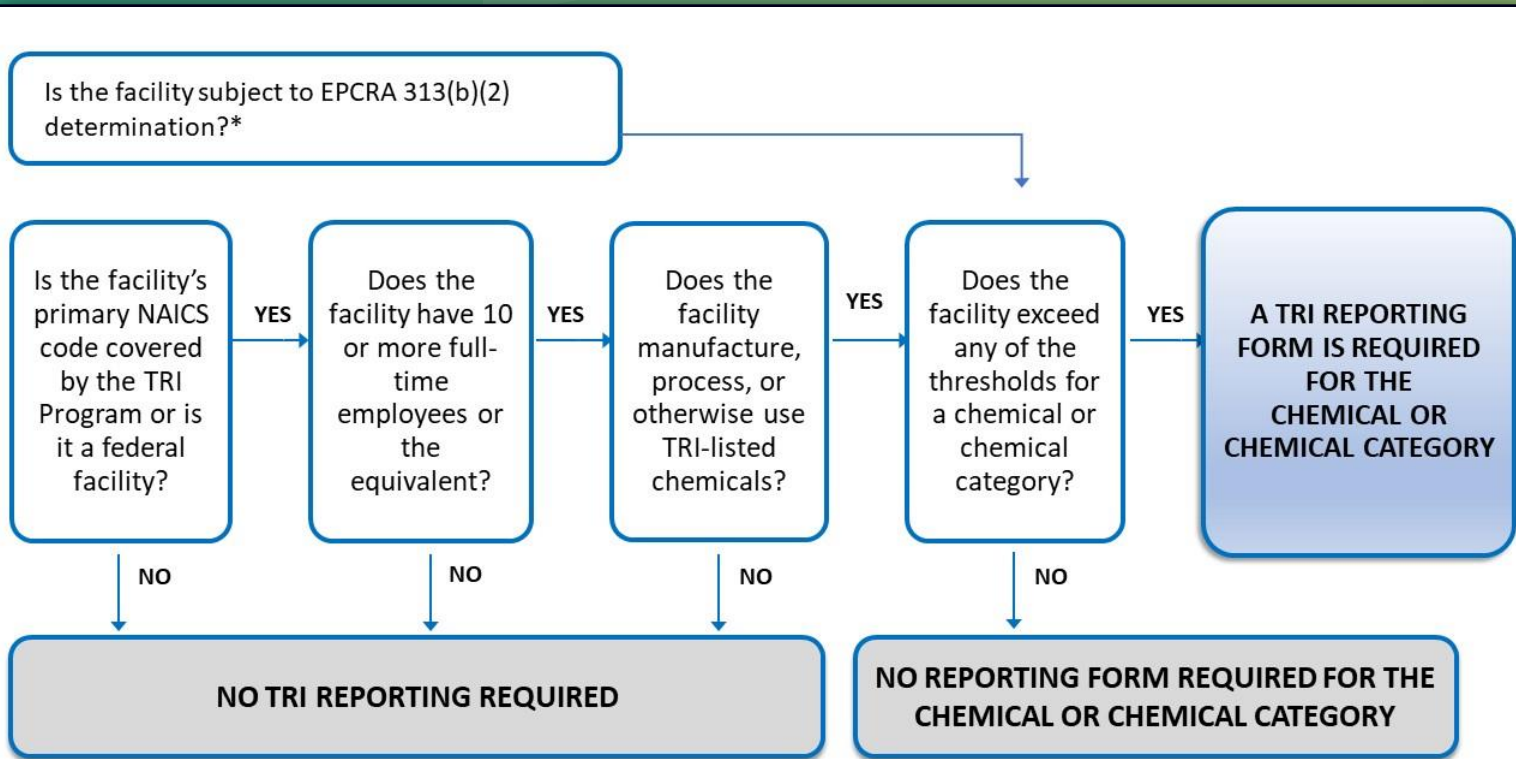 Is the facility subject to EPCRA 313(b)(2)
determination?*
Is the facility's
primary NAICS
code covered
by the TRI
Program or is
it a federal
facility?
YES
Does the
facility have 10
or more full-
time
employees or
the
equivalent?
YES
Does the
facility
manufacture,
process, or
otherwise use
TRI-listed
chemicals?
YES
Does the
facility exceed
any of the
thresholds for
a chemical or
chemical
category?
YES
A TRI REPORTING
FORM IS REQUIRED
FOR THE
CHEMICAL OR
CHEMICAL CATEGORY
NO
NO
NO
NO
NO TRI REPORTING REQUIRED
NO REPORTING FORM REQUIRED FOR THE
CHEMICAL OR CHEMICAL CATEGORY